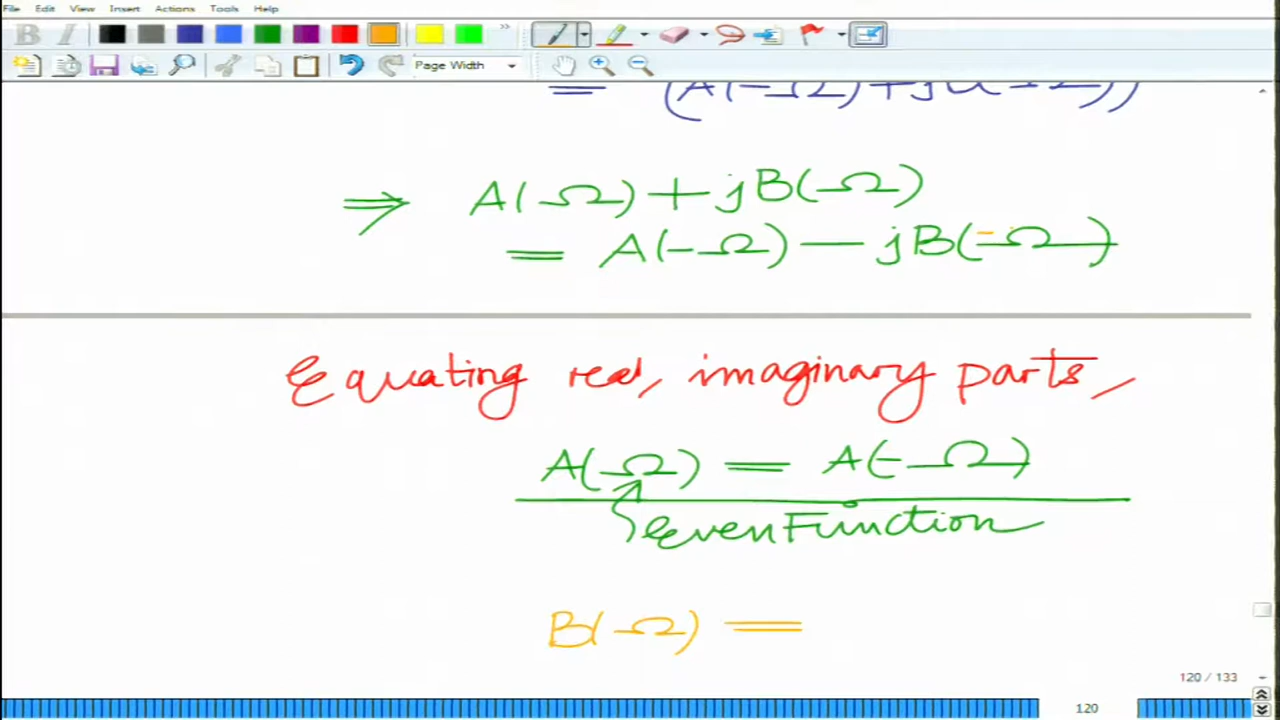 File Edit View Insert Actions Tools Help
B I
Page Width
= (A(-Ω)+j(-Ω))
⇒ A(Ω) + jB(Ω)
= A(-Ω) - jB(-Ω)
Equating real, imaginary parts,
A(Ω) = A(-Ω)
Even Function
B(Ω) =
120 / 133
120